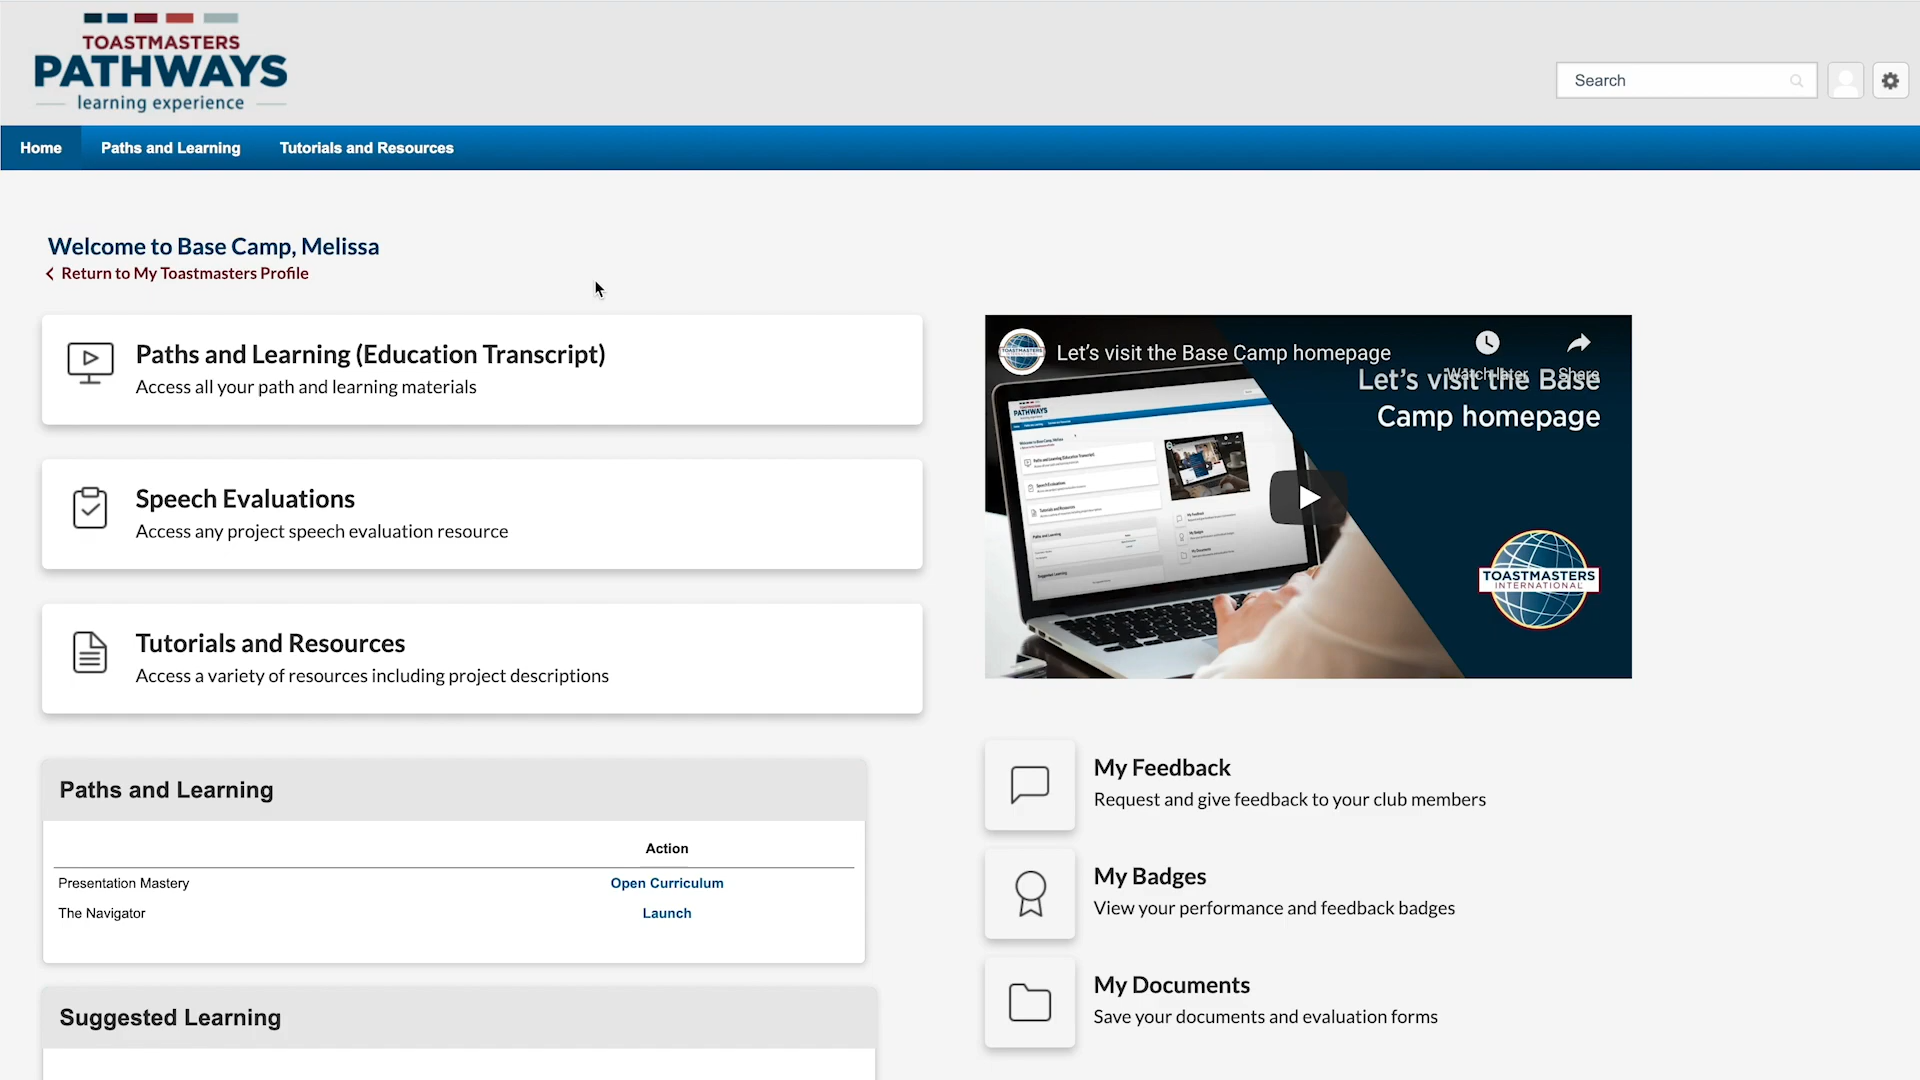 TOASTMASTERS
PATHWAYS
learning experience
Search
Home
Paths and Learning
Tutorials and Resources
Welcome to Base Camp, Melissa
Return to My Toastmasters Profile
Paths and Learning (Education Transcript)
Access all your path and learning materials
Speech Evaluations
Access any project speech evaluation resource
Tutorials and Resources
Access a variety of resources including project descriptions
Paths and Learning
Action
Presentation Mastery
Open Curriculum
The Navigator
Launch
Suggested Learning
Let's visit the Base Camp homepage
Watch later
Share
Let's visit the Base
Camp homepage
TOASTMASTERS
INTERNATIONAL
My Feedback
Request and give feedback to your club members
My Badges
View your performance and feedback badges
My Documents
Save your documents and evaluation forms